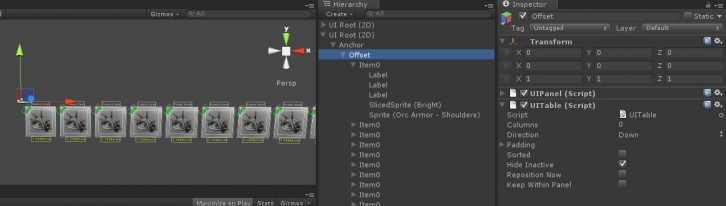 Gizmos
All
y
x
Persp
Maximize on Play
Stats
Gizmos
Hierarchy
Create
All
UI Root (2D)
UI Root (2D)
Anchor
Offset
Item0
Label
Label
Label
SlicedSprite (Bright)
Sprite (Orc Armor - Shoulders)
Item0
Item0
Item0
Item0
Item0
Item0
Item0
Inspector
Offset
Static
Tag Untagged Layer Default
Transform
P X 0 Y 0 Z 0
R X 0 Y 0 Z 0
S X 1 Y 1 Z 1
UIPanel (Script)
UITable (Script)
Script UITable
Columns 0
Direction Down
Padding
Sorted
Hide Inactive
Reposition Now
Keep Within Panel